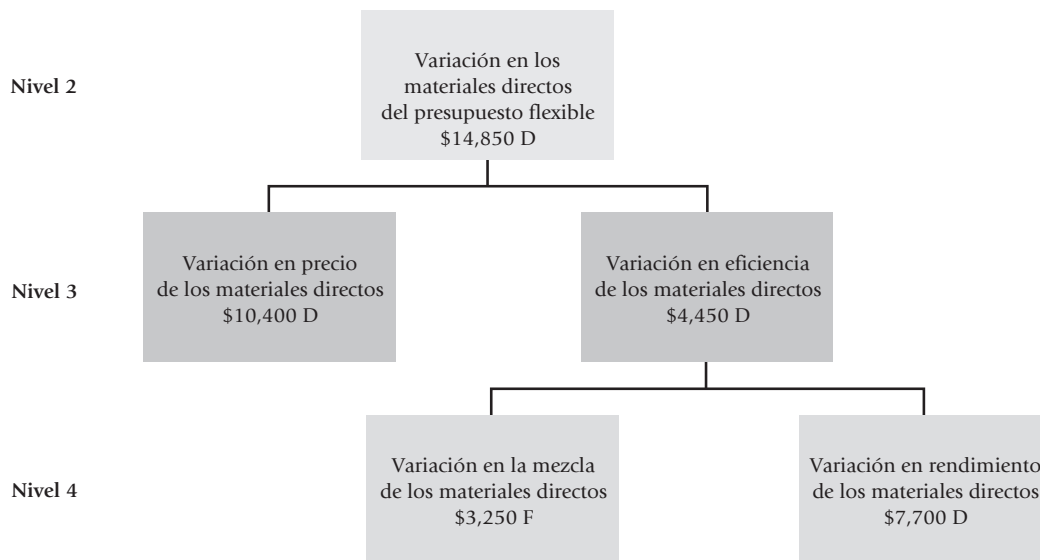 Nivel 2
Variación en los
materiales directos
del presupuesto flexible
$14,850 D
Nivel 3
Variación en precio
de los materiales directos
$10,400 D
Variación en eficiencia
de los materiales directos
$4,450 D
Nivel 4
Variación en la mezcla
de los materiales directos
$3,250 F
Variación en rendimiento
de los materiales directos
$7,700 D